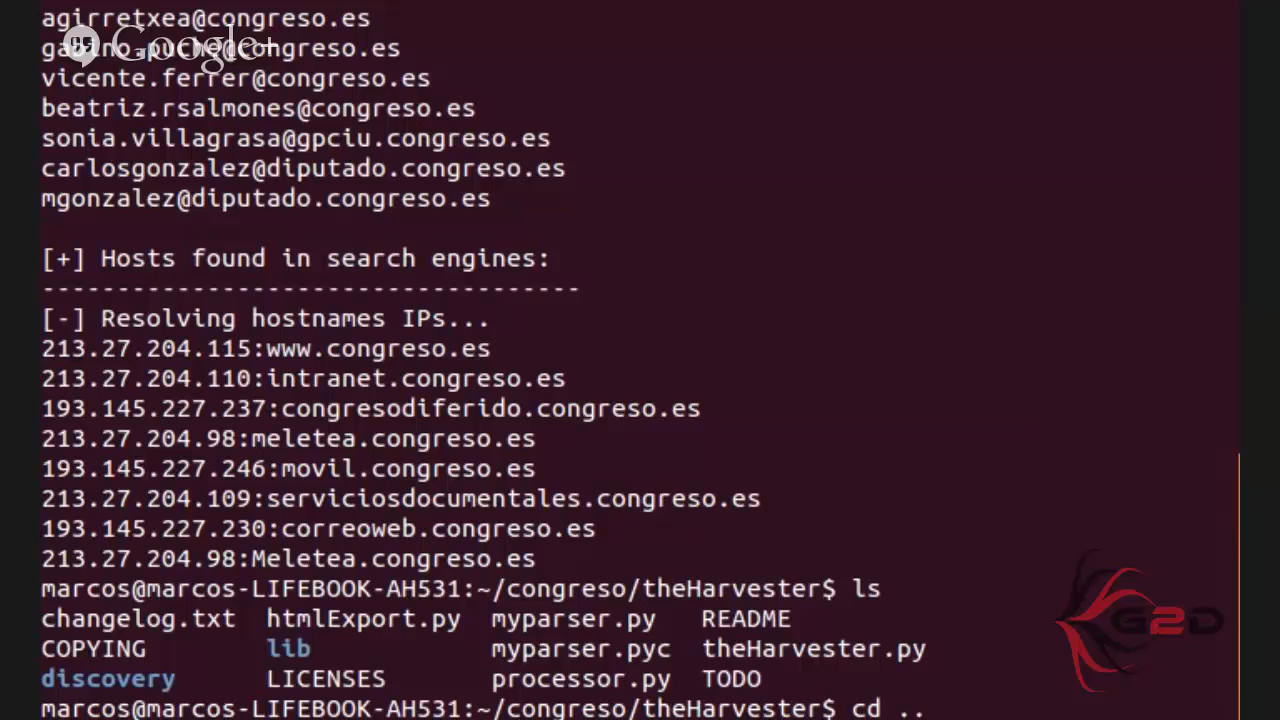 agirretxea@congreso.es
Google+
gabino.puche@congreso.es
vicente.ferrer@congreso.es
beatriz.rsalmones@congreso.es
sonia.villagrasa@gpciu.congreso.es
carlosgonzalez@diputado.congreso.es
mgonzalez@diputado.congreso.es
[+] Hosts found in search engines:
------------------------------------
[-] Resolving hostnames IPs...
213.27.204.115:www.congreso.es
213.27.204.110:intranet.congreso.es
193.145.227.237:congresodiferido.congreso.es
213.27.204.98:meletea.congreso.es
193.145.227.246:movil.congreso.es
213.27.204.109:serviciosdocumentales.congreso.es
193.145.227.230:correoweb.congreso.es
213.27.204.98:Meletea.congreso.es
marcos@marcos-LIFEBOOK-AH531:~/congreso/theHarvester$ ls
changelog.txt  htmlExport.py  myparser.py   README
COPYING        lib            myparser.pyc  theHarvester.py
discovery      LICENSES       processor.py  TODO
marcos@marcos-LIFEBOOK-AH531:~/congreso/theHarvester$ cd ..
G2D